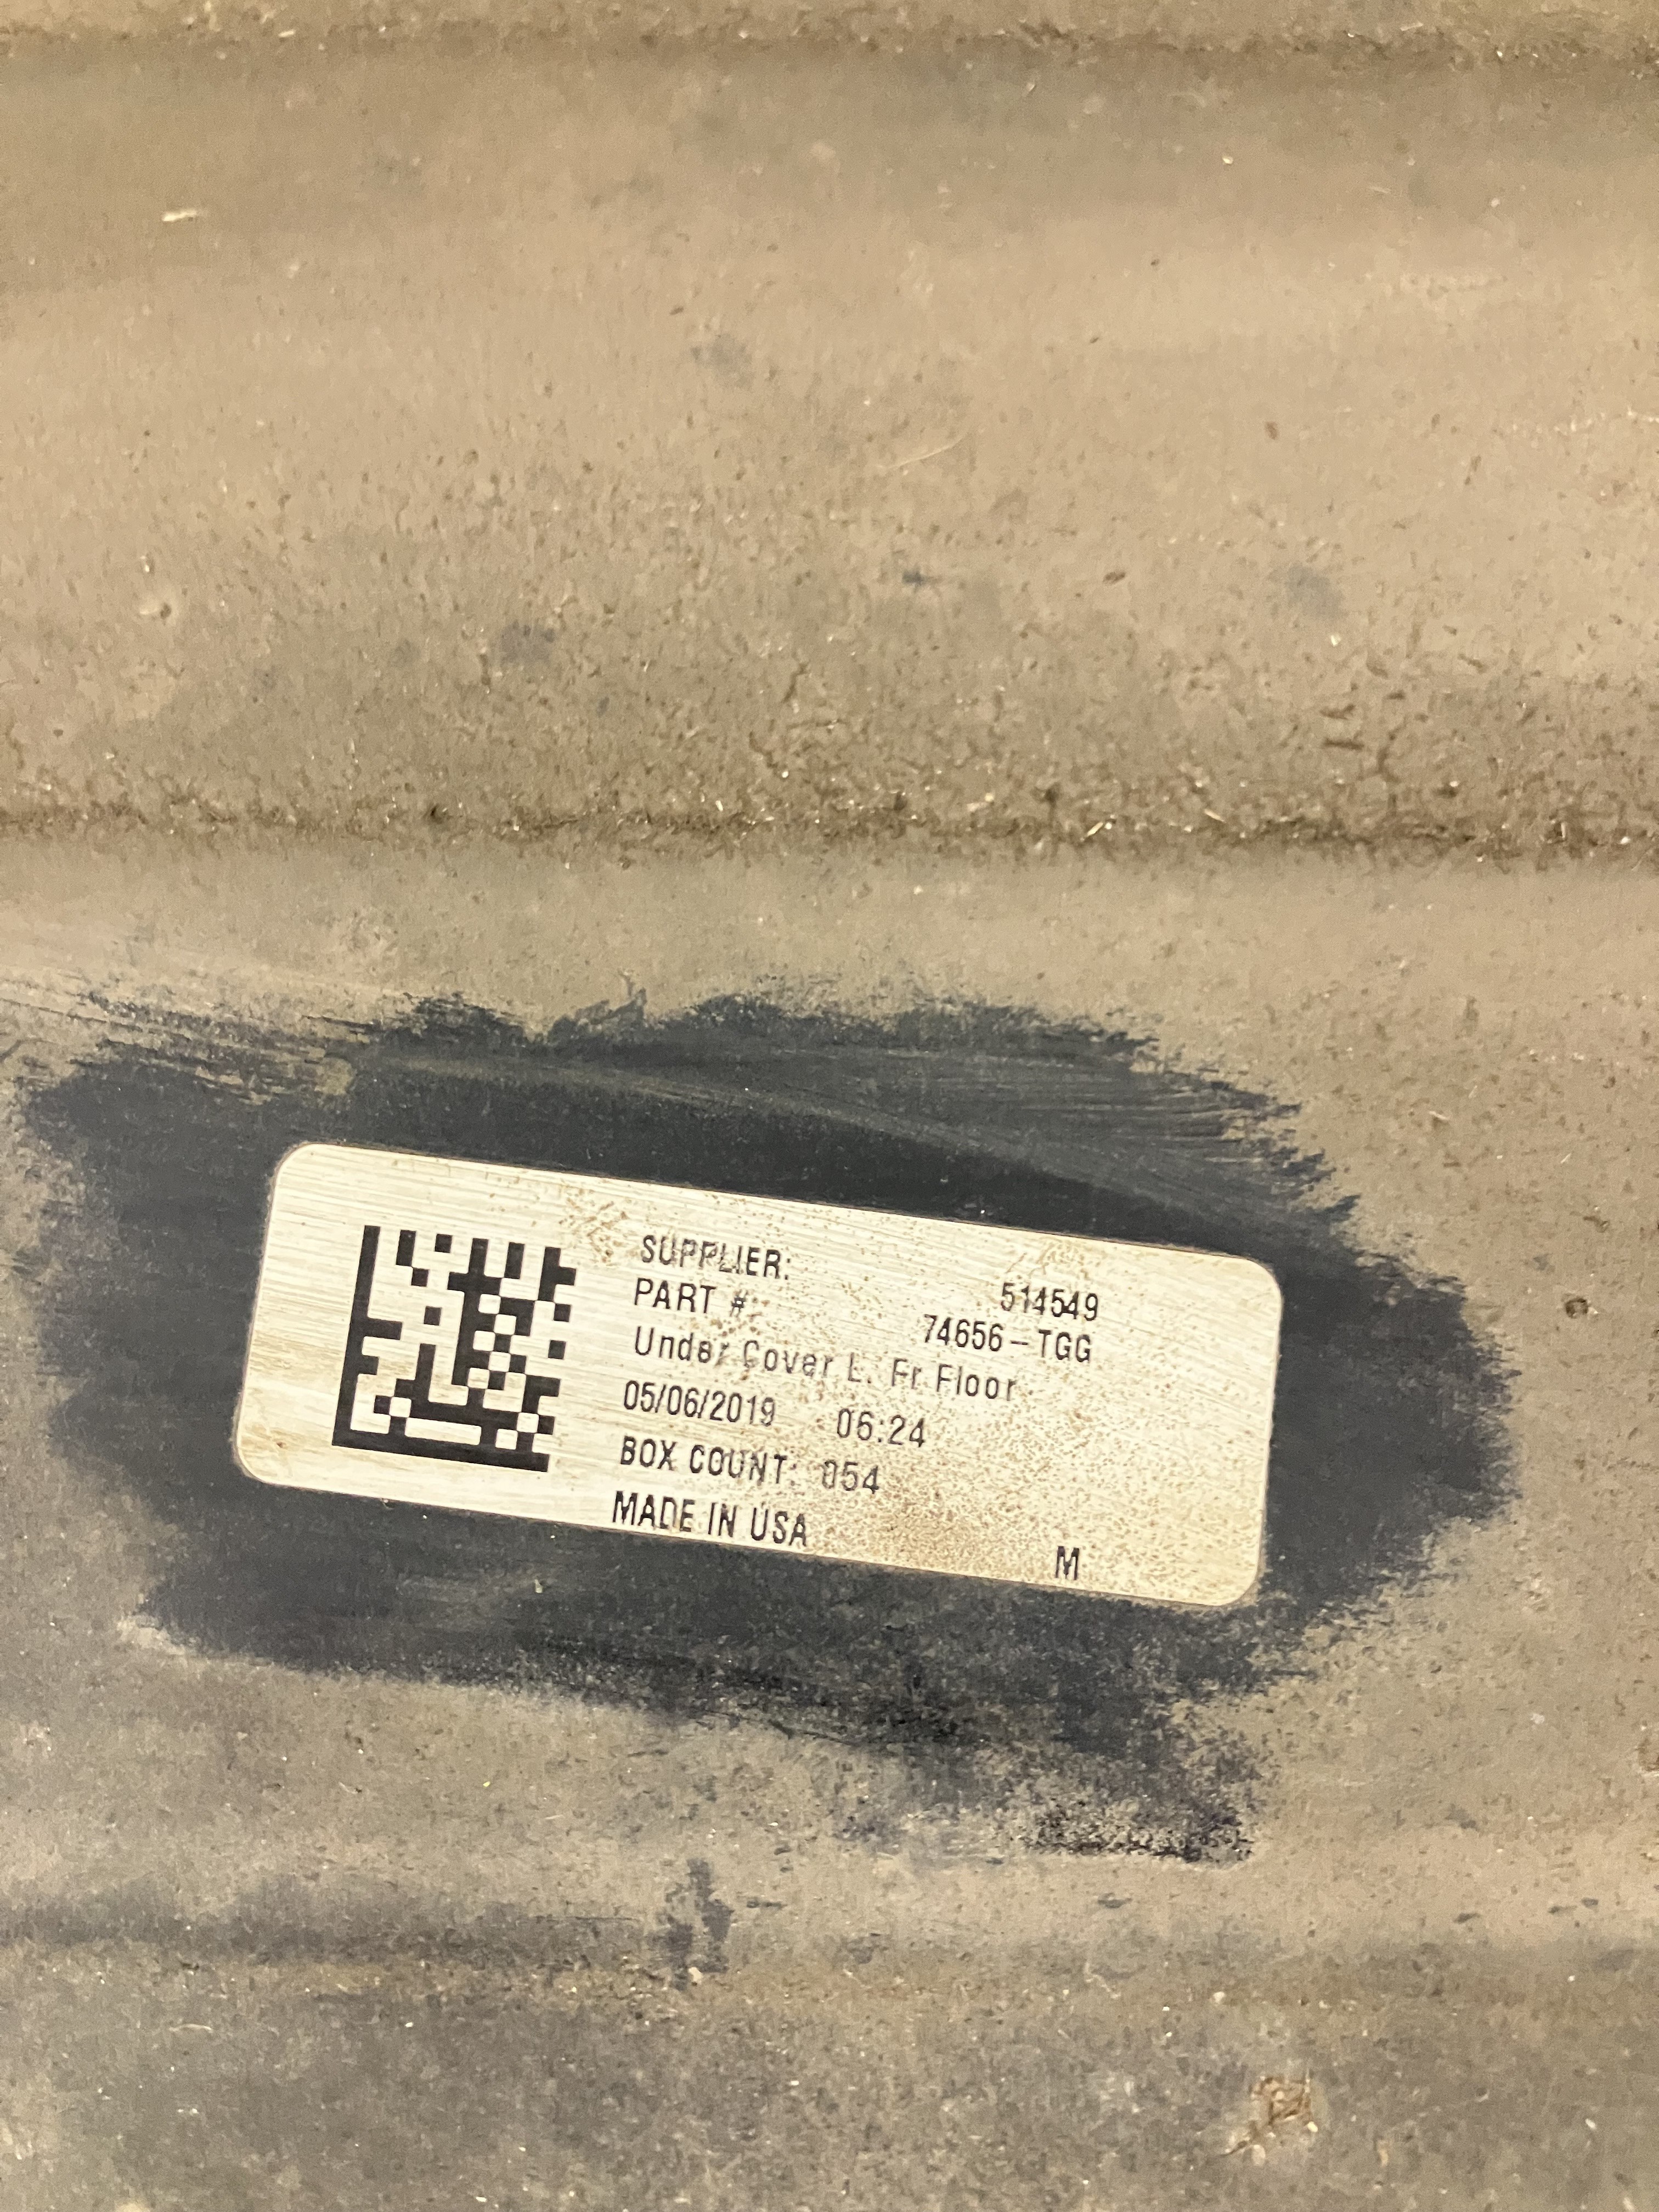 SUPPLIER: 514549
PART #: 74656-TGG
Under Cover L. Fr Floor
05/06/2019 06:24
BOX COUNT: 054
MADE IN USA M